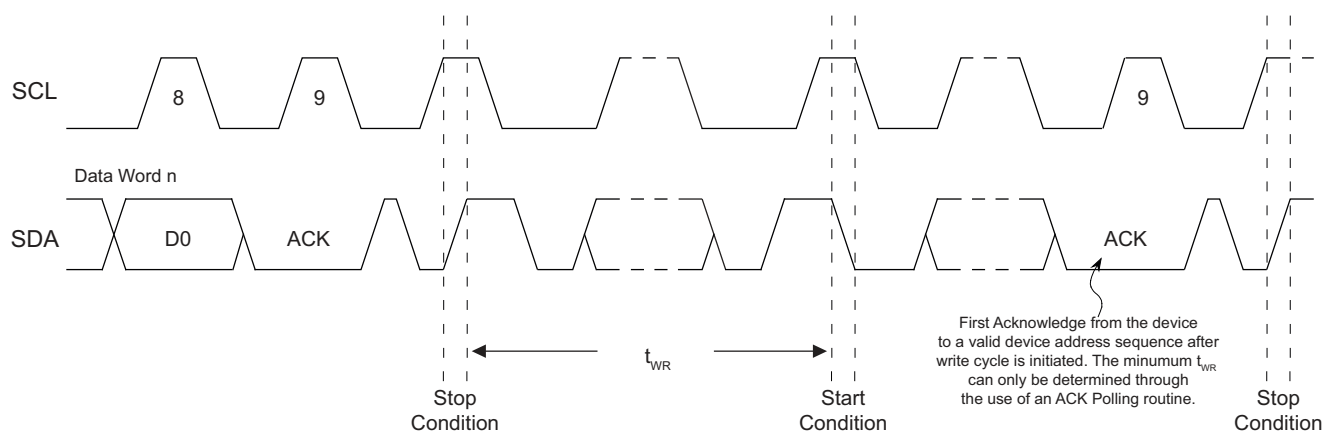 SCL
8
9
9
Data Word n
SDA
D0
ACK
ACK
First Acknowledge from the device
to a valid device address sequence after
write cycle is initiated. The minumum tWR
can only be determined through
the use of an ACK Polling routine.
tWR
Stop
Condition
Start
Condition
Stop
Condition